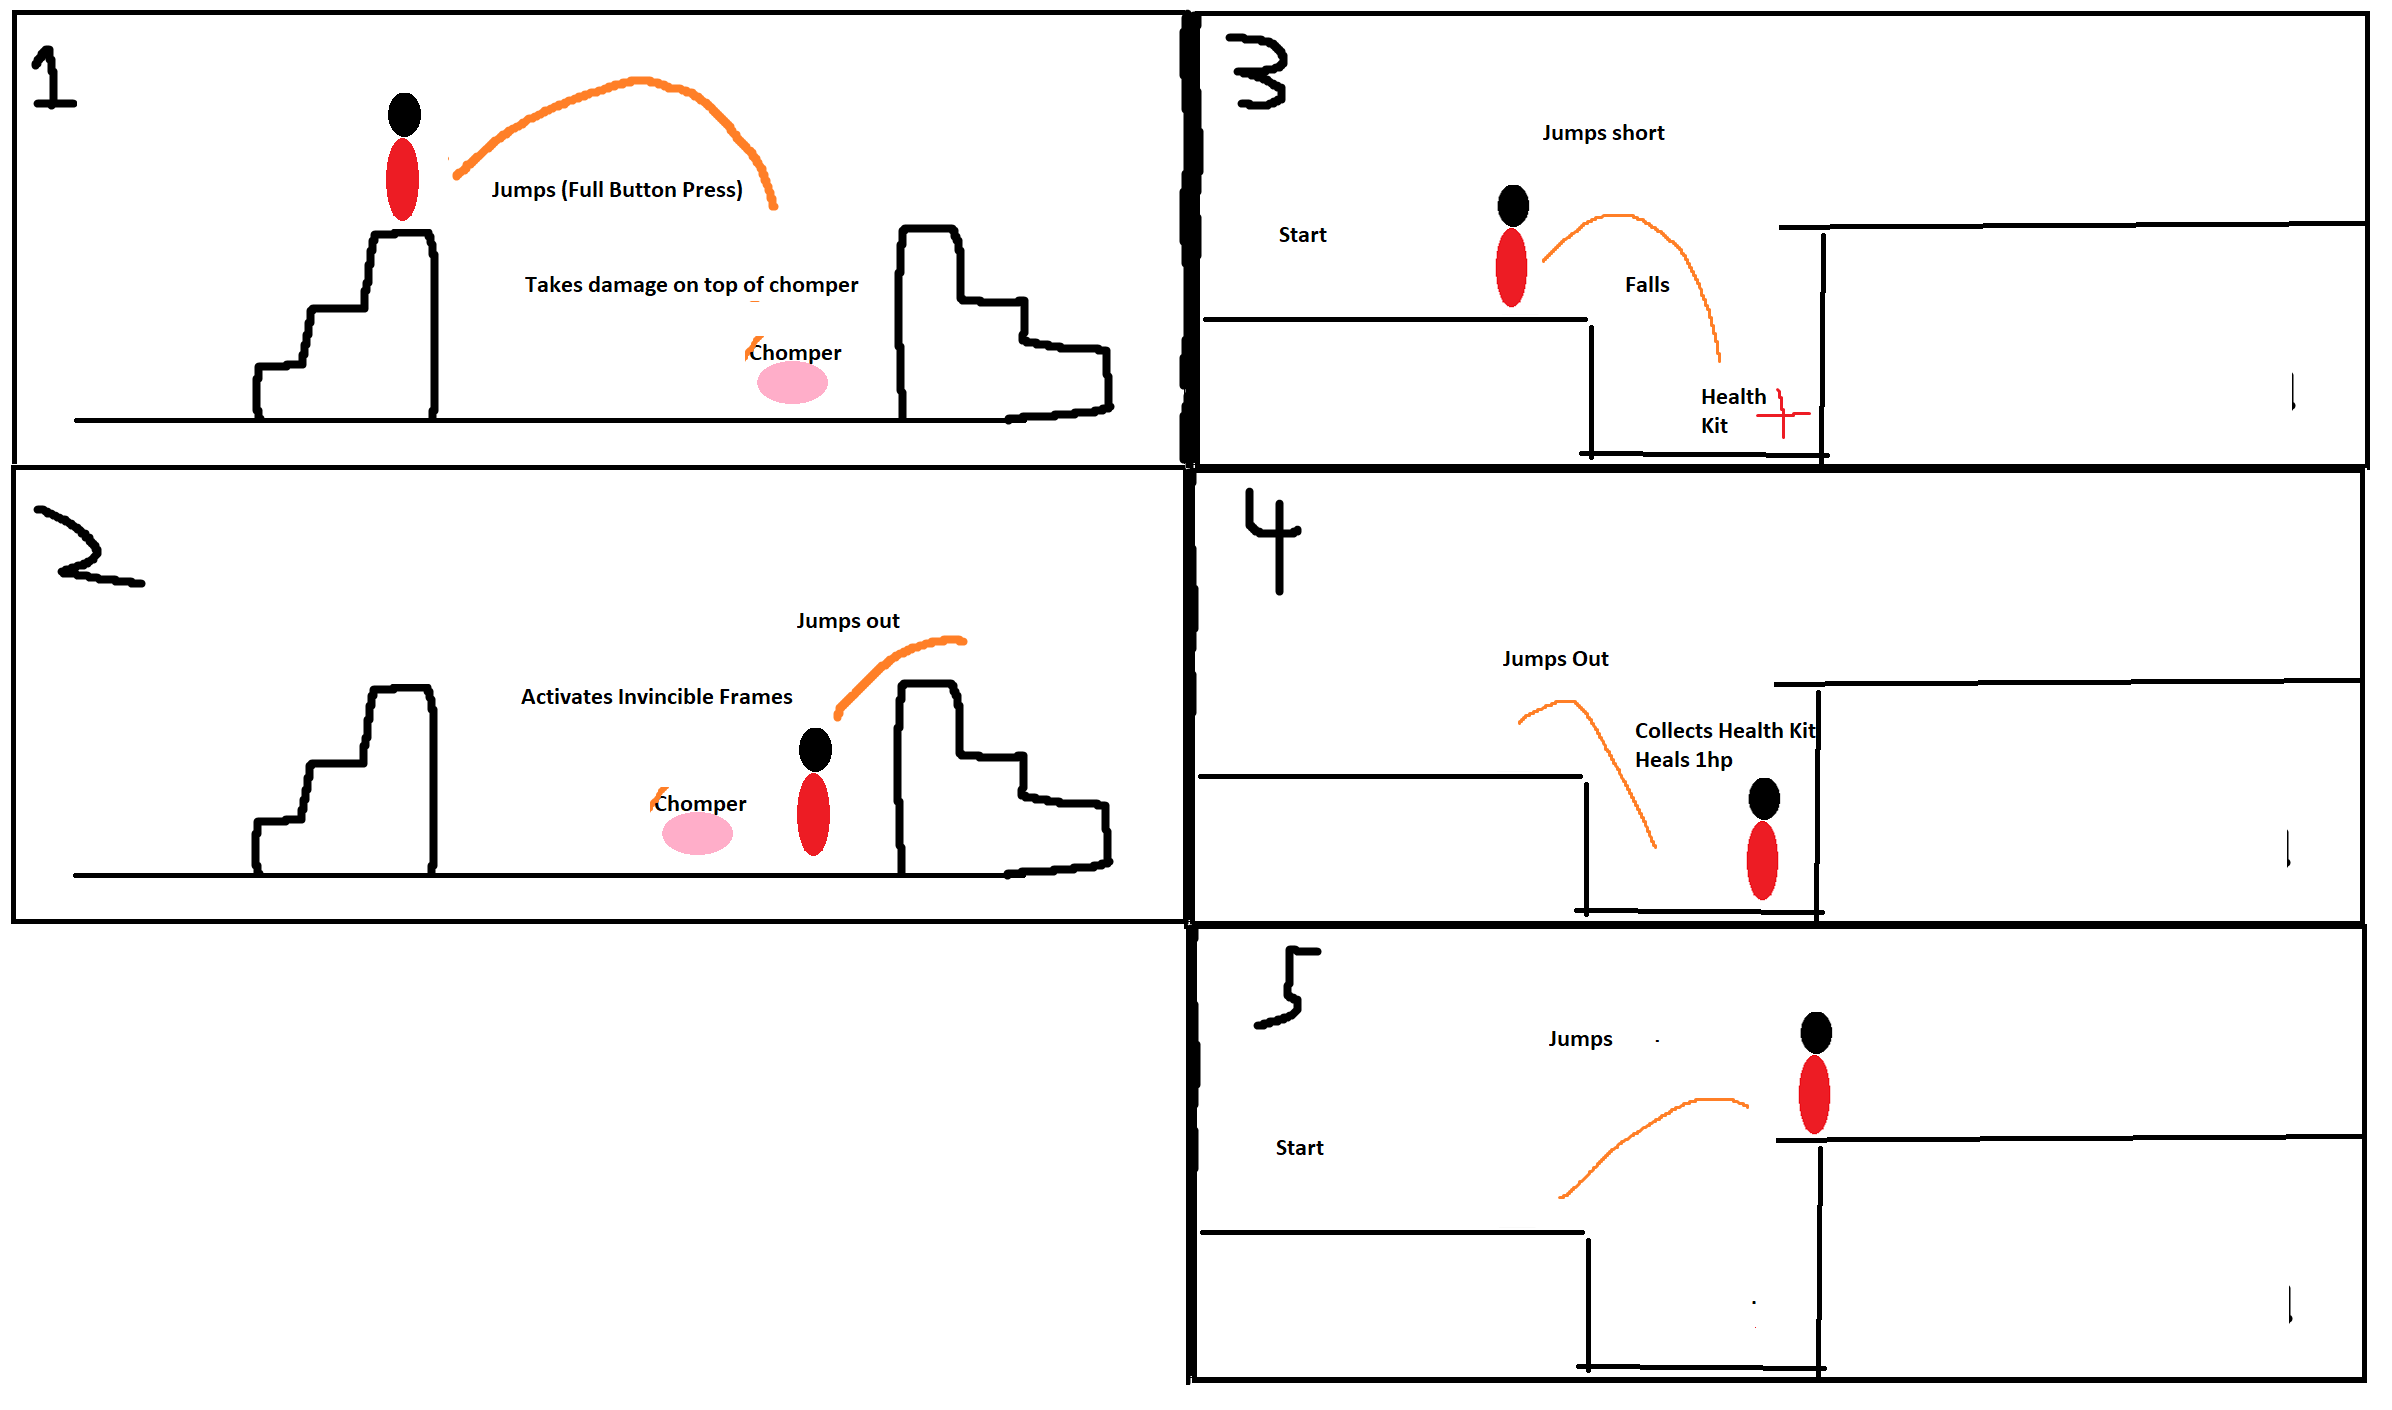 1
Jumps (Full Button Press)
Takes damage on top of chomper
Chomper
2
Jumps out
Activates Invincible Frames
Chomper
3
Jumps short
Start
Falls
Health
Kit
4
Jumps Out
Collects Health Kit
Heals 1hp
5
Jumps
Start